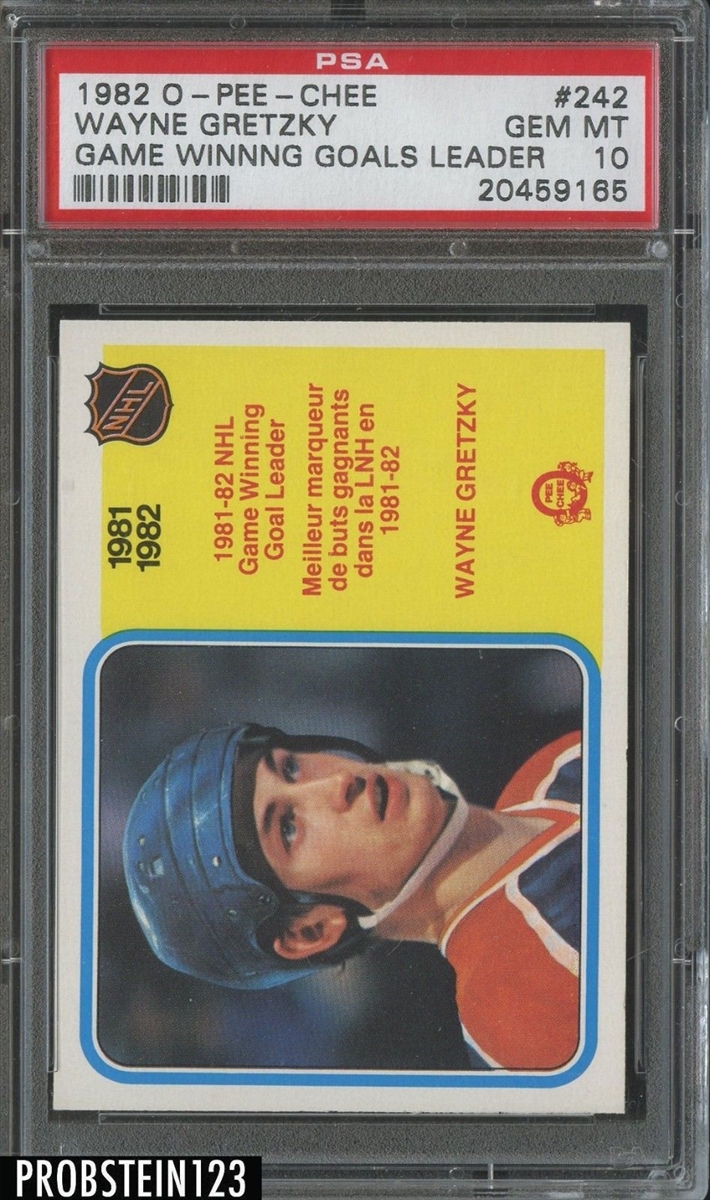 PSA
1982 O-PEE-CHEE #242
WAYNE GRETZKY GEM MT
GAME WINNNG GOALS LEADER 10
20459165
NHL
1981
1982
1981-82 NHL
Game Winning
Goal Leader
Meilleur marqueur
de buts gagnants
dans la LNH en
1981-82
WAYNE GRETZKY
O
PEE
CHEE
PROBSTEIN123